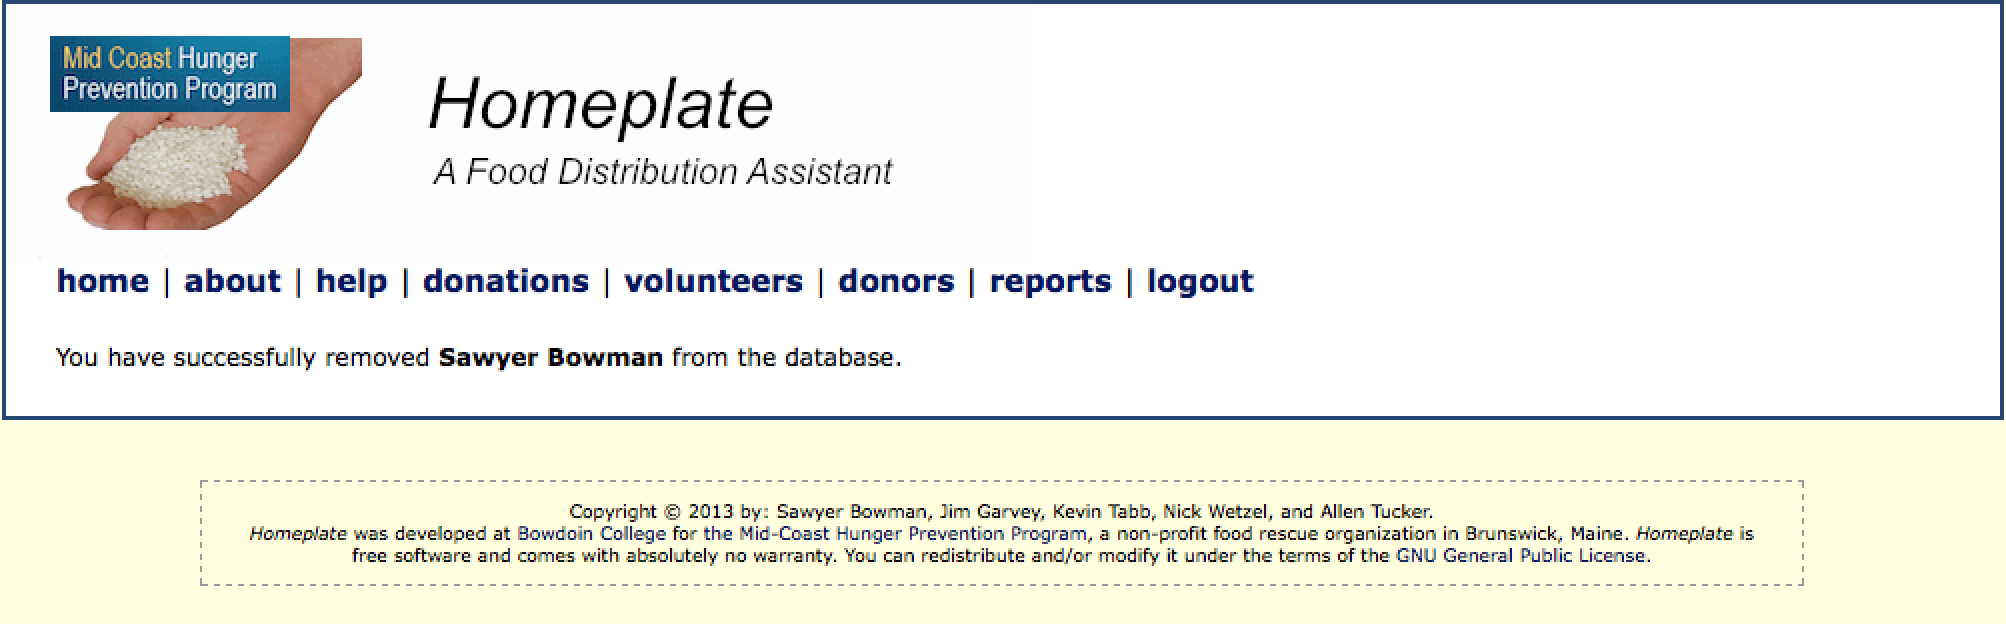 Mid Coast Hunger
Prevention Program
Homeplate
A Food Distribution Assistant
home | about | help | donations | volunteers | donors | reports | logout
You have successfully removed Sawyer Bowman from the database.
Copyright © 2013 by: Sawyer Bowman, Jim Garvey, Kevin Tabb, Nick Wetzel, and Allen Tucker.
Homeplate was developed at Bowdoin College for the Mid-Coast Hunger Prevention Program, a non-profit food rescue organization in Brunswick, Maine. Homeplate is
free software and comes with absolutely no warranty. You can redistribute and/or modify it under the terms of the GNU General Public License.